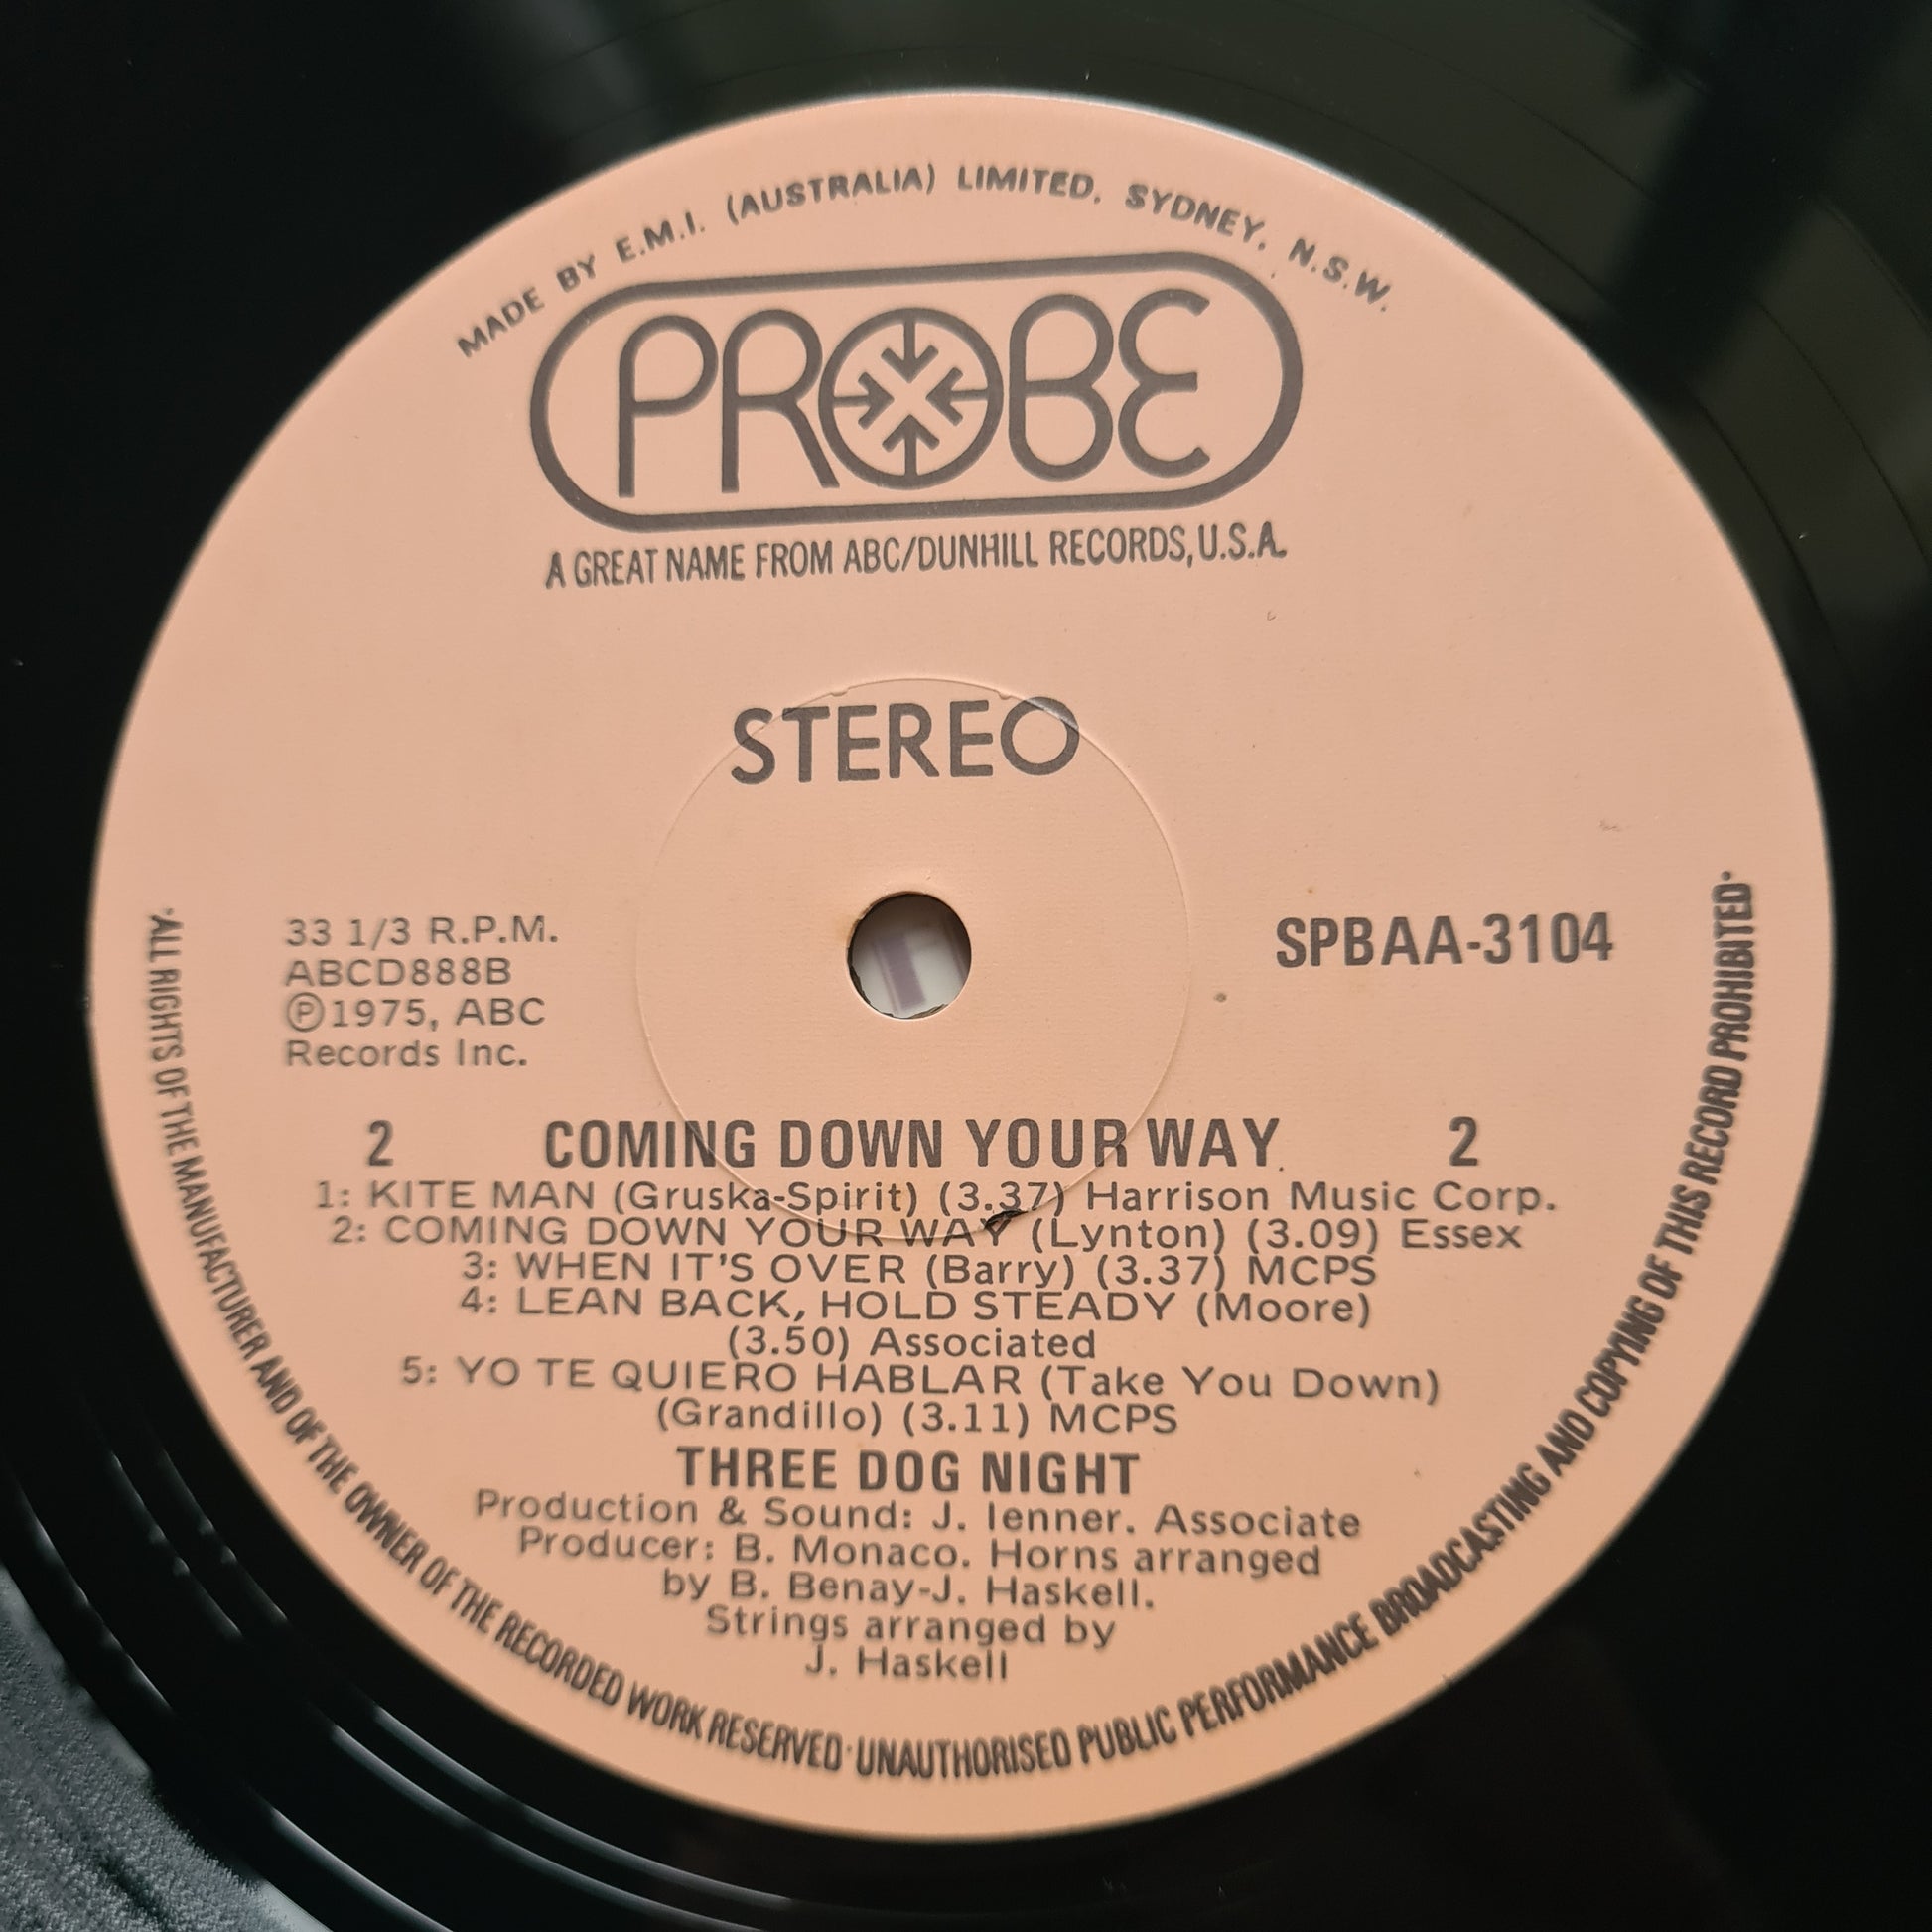 MADE BY E.M.I. (AUSTRALIA) LIMITED, SYDNEY, N.S.W.
PROBE
A GREAT NAME FROM ABC/DUNHILL RECORDS, U.S.A.
STEREO
33 1/3 R.P.M.
ABCD888B
℗1975, ABC
Records Inc.
SPBAA-3104
2 COMING DOWN YOUR WAY 2
1: KITE MAN (Gruska-Spirit) (3.37) Harrison Music Corp.
2: COMING DOWN YOUR WAY (Lynton) (3.09) Essex
3: WHEN IT'S OVER (Barry) (3.37) MCPS
4: LEAN BACK, HOLD STEADY (Moore)
(3.50) Associated
5: YO TE QUIERO HABLAR (Take You Down)
(Grandillo) (3.11) MCPS
THREE DOG NIGHT
Production & Sound: J. Ienner. Associate
Producer: B. Monaco. Horns arranged
by B. Benay-J. Haskell.
Strings arranged by
J. Haskell
·ALL RIGHTS OF THE MANUFACTURER AND OF THE OWNER OF THE RECORDED WORK RESERVED·UNAUTHORISED PUBLIC PERFORMANCE BROADCASTING AND COPYING OF THIS RECORD PROHIBITED·